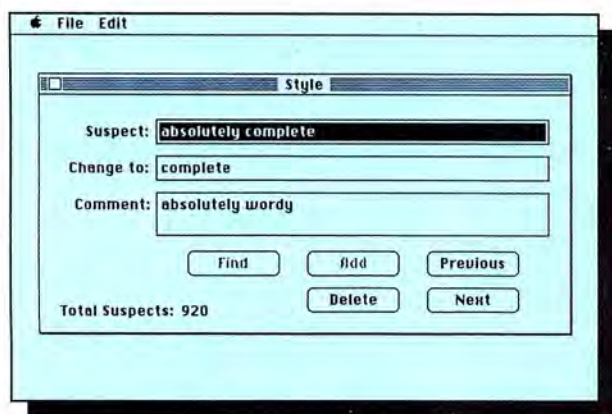 File Edit
Style
Suspect: absolutely complete
Change to: complete
Comment: absolutely wordy
Find Add Previous
Total Suspects: 920 Delete Next